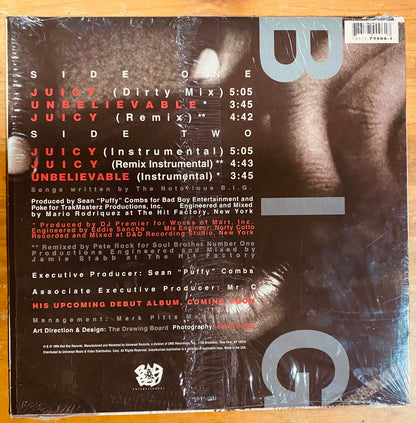 SIDE ONE
JUICY (Dirty Mix) 5:05
UNBELIEVABLE * 3:45
JUICY (Remix) ** 4:42
SIDE TWO
JUICY (Instrumental) 5:05
JUICY (Remix Instrumental) ** 4:43
UNBELIEVABLE (Instrumental) * 3:45
Songs written by The Notorious B.I.G.
Produced by Sean "Puffy" Combs for Bad Boy Entertainment and
Poke for TrakMasterz Productions, Inc. Engineered and Mixed
by Mario Rodriquez at The Hit Factory, New York
* Produced by DJ Premier for Works of Mart, Inc.
Engineered by Eddie Sancho Mix Engineer: Norty Cotto
Recorded and Mixed at D&D Recording Studio, New York
** Remixed by Pete Rock for Soul Brother Number One
Productions Engineered and Mixed by
Jamie Staub at The Hit Factory
Executive Producer: Sean "Puffy" Combs
Associate Executive Producer: Mr. C
HIS UPCOMING DEBUT ALBUM, COMING SOON
Management: Mark Pitts
Art Direction & Design: The Drawing Board Photography:
BAD BOY
ENTERTAINMENT
B I G
79006-1